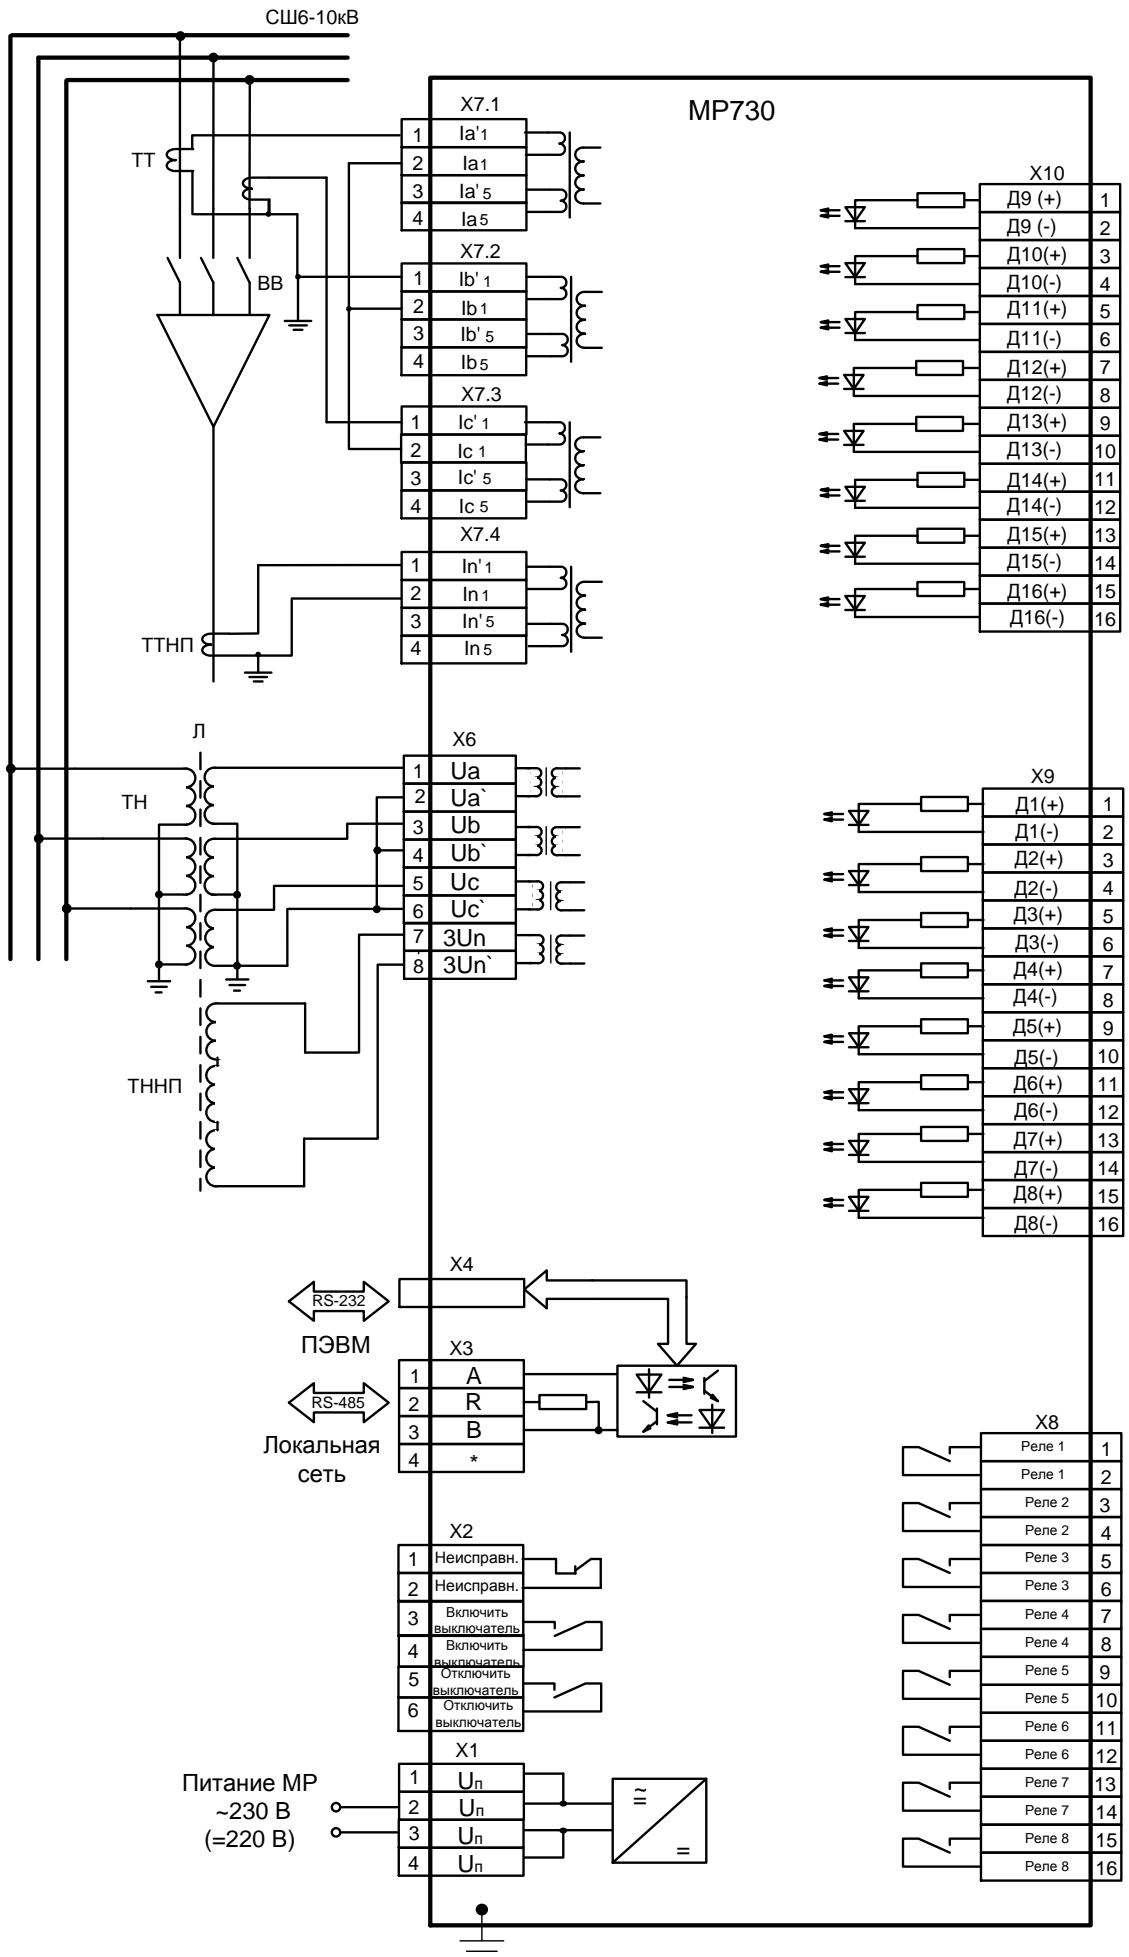 СШ6-10кВ
МР730
X7.1
1 Ia'1
2 Ia1
3 Ia'5
4 Ia5
ТТ
X7.2
1 Ib'1
2 Ib1
3 Ib'5
4 Ib5
ВВ
X7.3
1 Ic'1
2 Ic1
3 Ic'5
4 Ic5
X7.4
1 In'1
2 In1
3 In'5
4 In5
ТТНП
Л
ТН
X6
1 Ua
2 Ua`
3 Ub
4 Ub`
5 Uc
6 Uc`
7 3Un
8 3Un`
ТННП
X4
RS-232
ПЭВМ
X3
1 A
2 R
3 B
4 *
RS-485
Локальная
сеть
X2
1 Неисправн.
2 Неисправн.
3 Включить
выключатель
4 Включить
выключатель
5 Отключить
выключатель
6 Отключить
выключатель
X1
1 Uп
2 Uп
3 Uп
4 Uп
Питание МР
~230 В
(=220 В)
≂
=
X10
Д9 (+) 1
Д9 (-) 2
Д10(+) 3
Д10(-) 4
Д11(+) 5
Д11(-) 6
Д12(+) 7
Д12(-) 8
Д13(+) 9
Д13(-) 10
Д14(+) 11
Д14(-) 12
Д15(+) 13
Д15(-) 14
Д16(+) 15
Д16(-) 16
X9
Д1(+) 1
Д1(-) 2
Д2(+) 3
Д2(-) 4
Д3(+) 5
Д3(-) 6
Д4(+) 7
Д4(-) 8
Д5(+) 9
Д5(-) 10
Д6(+) 11
Д6(-) 12
Д7(+) 13
Д7(-) 14
Д8(+) 15
Д8(-) 16
X8
Реле 1 1
Реле 1 2
Реле 2 3
Реле 2 4
Реле 3 5
Реле 3 6
Реле 4 7
Реле 4 8
Реле 5 9
Реле 5 10
Реле 6 11
Реле 6 12
Реле 7 13
Реле 7 14
Реле 8 15
Реле 8 16